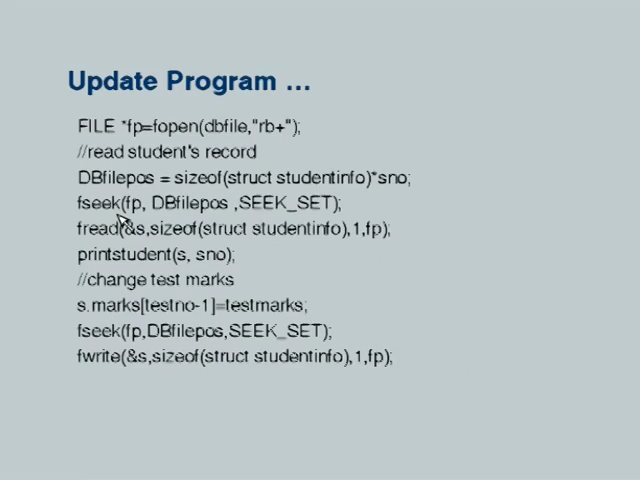 Update Program ...
FILE *fp=fopen(dbfile,"rb+");
//read student's record
DBfilepos = sizeof(struct studentinfo)*sno;
fseek(fp, DBfilepos ,SEEK_SET);
fread(&s,sizeof(struct studentinfo),1,fp);
printstudent(s, sno);
//change test marks
s.marks[testno-1]=testmarks;
fseek(fp,DBfilepos,SEEK_SET);
fwrite(&s,sizeof(struct studentinfo),1,fp);